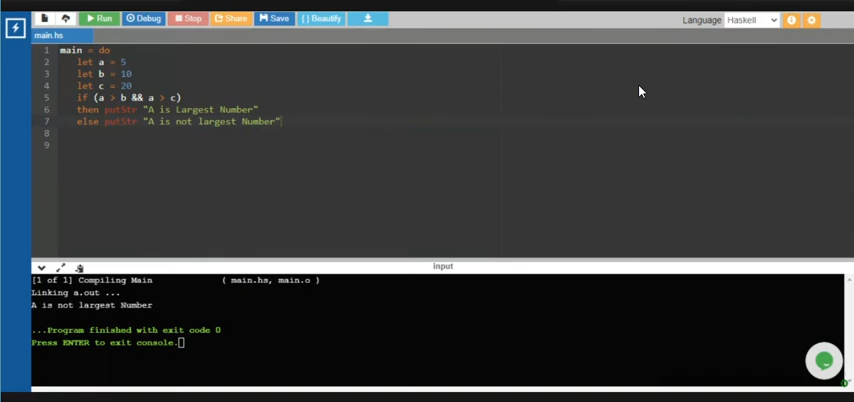 Run Debug Stop Share Save { } Beautify
Language Haskell
main.hs
1 main = do
2 let a = 5
3 let b = 10
4 let c = 20
5 if (a > b && a > c)
6 then putStr "A is Largest Number"
7 else putStr "A is not largest Number"
8
9
input
[1 of 1] Compiling Main ( main.hs, main.o )
Linking a.out ...
A is not largest Number
...Program finished with exit code 0
Press ENTER to exit console.